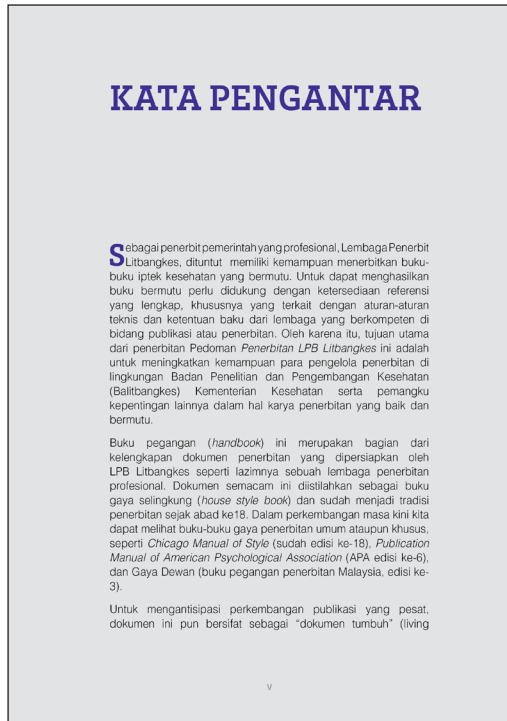 KATA PENGANTAR
Sebagai penerbit pemerintah yang profesional, Lembaga Penerbit
Litbangkes, dituntut memiliki kemampuan menerbitkan buku-
buku iptek kesehatan yang bermutu. Untuk dapat menghasilkan
buku bermutu perlu didukung dengan ketersediaan referensi
yang lengkap, khususnya yang terkait dengan aturan-aturan
teknis dan ketentuan baku dari lembaga yang berkompeten di
bidang publikasi atau penerbitan. Oleh karena itu, tujuan utama
dari penerbitan Pedoman Penerbitan LPB Litbangkes ini adalah
untuk meningkatkan kemampuan para pengelola penerbitan di
lingkungan Badan Penelitian dan Pengembangan Kesehatan
(Balitbangkes) Kementerian Kesehatan serta pemangku
kepentingan lainnya dalam hal karya penerbitan yang baik dan
bermutu.
Buku pegangan (handbook) ini merupakan bagian dari
kelengkapan dokumen penerbitan yang dipersiapkan oleh
LPB Litbangkes seperti lazimnya sebuah lembaga penerbitan
profesional. Dokumen semacam ini diistilahkan sebagai buku
gaya selingkung (house style book) dan sudah menjadi tradisi
penerbitan sejak abad ke18. Dalam perkembangan masa kini kita
dapat melihat buku-buku gaya penerbitan umum ataupun khusus,
seperti Chicago Manual of Style (sudah edisi ke-18), Publication
Manual of American Psychological Association (APA edisi ke-6),
dan Gaya Dewan (buku pegangan penerbitan Malaysia, edisi ke-
3).
Untuk mengantisipasi perkembangan publikasi yang pesat,
dokumen ini pun bersifat sebagai “dokumen tumbuh” (living
v